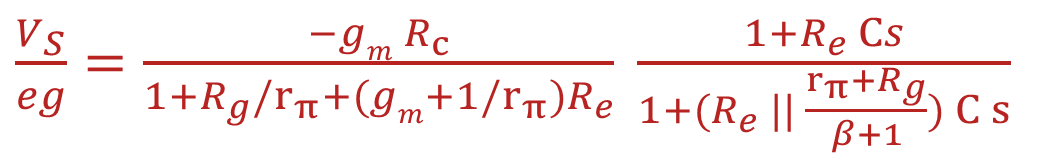 V_S/eg = (-g_m R_c)/(1+R_g/r_π+(g_m+1/r_π)R_e) (1+R_e Cs)/(1+(R_e || (r_π+R_g)/(β+1)) C s)